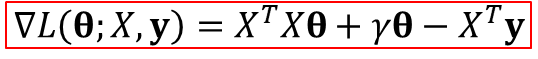 ∇L(θ; X, y) = XᵀXθ + γθ − Xᵀy